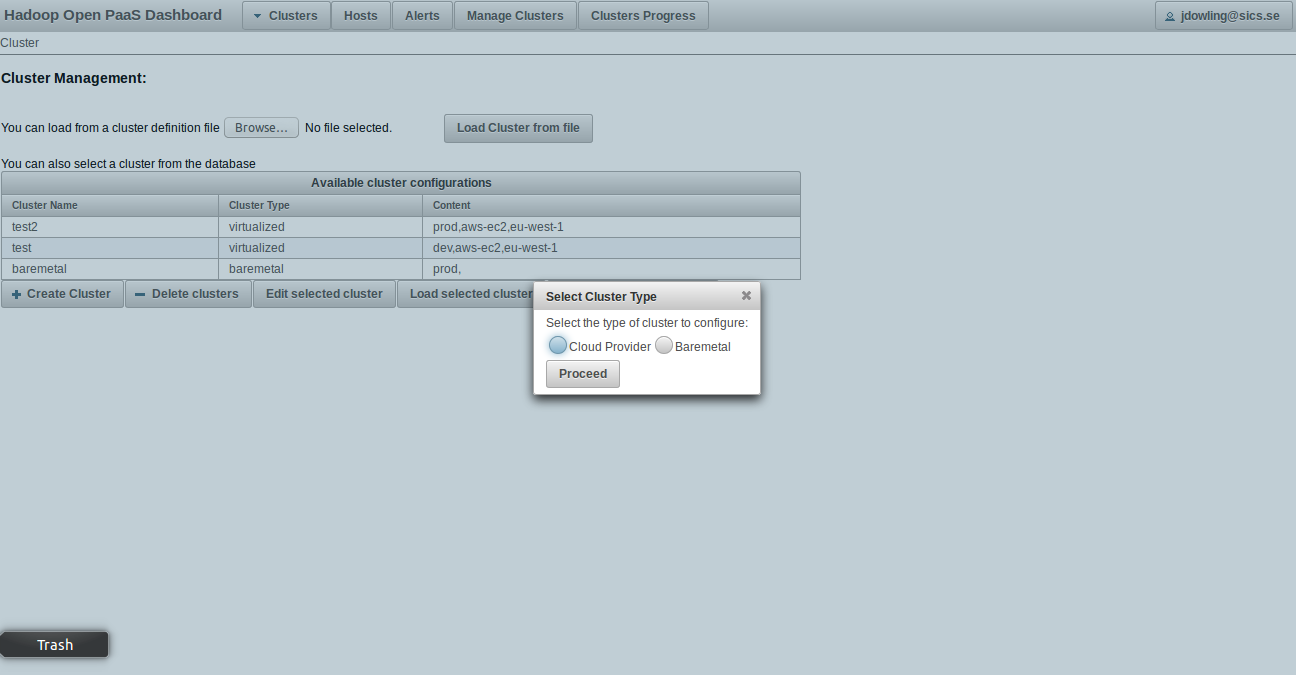 Hadoop Open PaaS Dashboard Clusters Hosts Alerts Manage Clusters Clusters Progress jdowling@sics.se
Cluster
Cluster Management:
You can load from a cluster definition file Browse... No file selected. Load Cluster from file
You can also select a cluster from the database
Available cluster configurations
Cluster Name Cluster Type Content
test2 virtualized prod,aws-ec2,eu-west-1
test virtualized dev,aws-ec2,eu-west-1
baremetal baremetal prod,
Create Cluster Delete clusters Edit selected cluster Load selected cluster
Select Cluster Type
Select the type of cluster to configure:
Cloud Provider Baremetal
Proceed
Trash